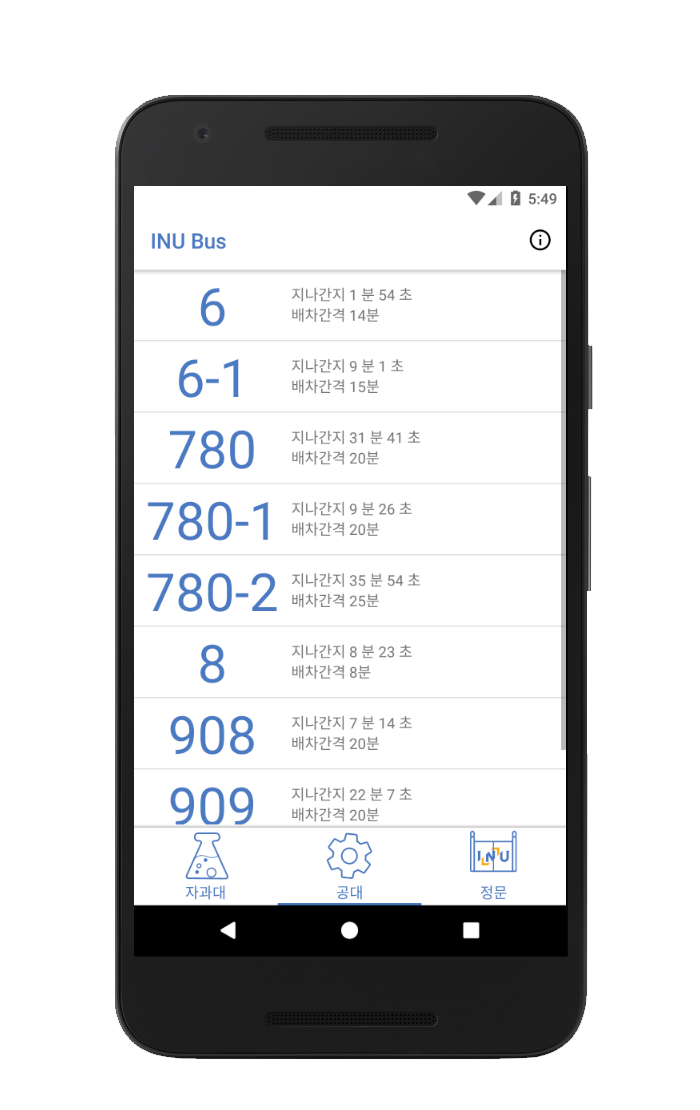 5:49
INU Bus
6
지나간지 1 분 54 초
배차간격 14분
6-1
지나간지 9 분 1 초
배차간격 15분
780
지나간지 31 분 41 초
배차간격 20분
780-1
지나간지 9 분 26 초
배차간격 20분
780-2
지나간지 35 분 54 초
배차간격 25분
8
지나간지 8 분 23 초
배차간격 8분
908
지나간지 7 분 14 초
배차간격 20분
909
지나간지 22 분 7 초
배차간격 20분
INU
자과대
공대
정문